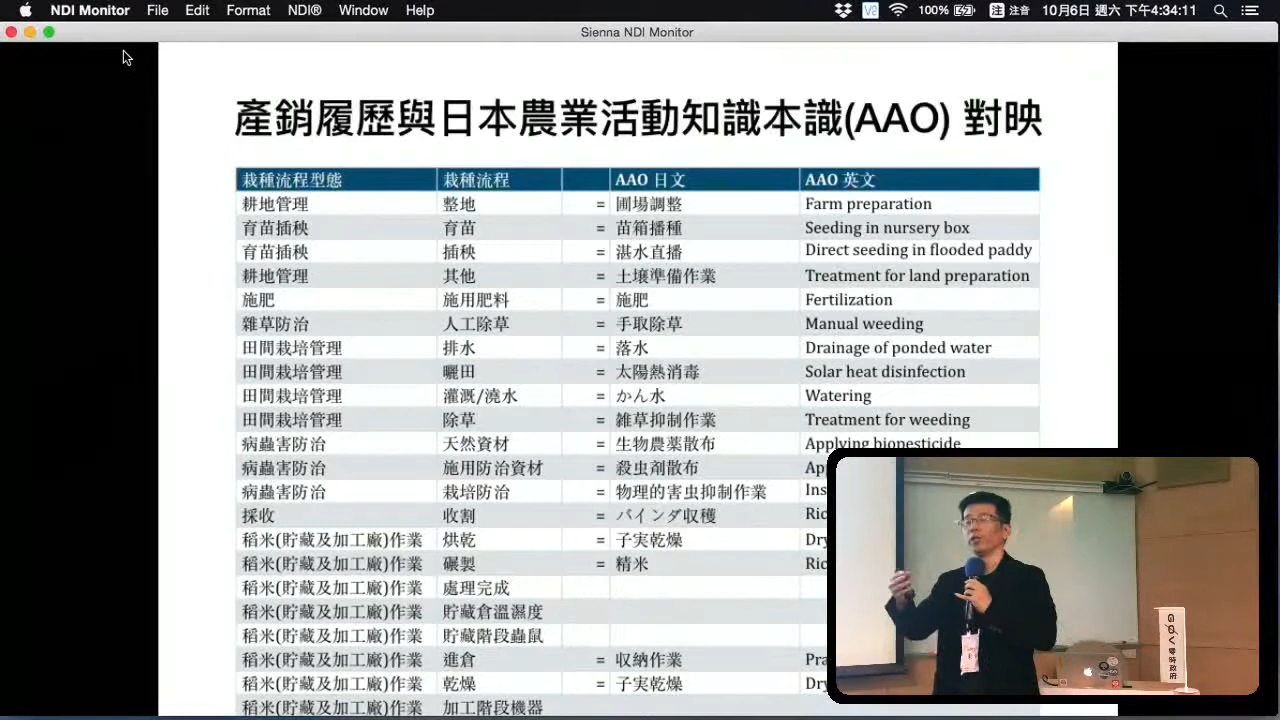 NDI Monitor File Edit Format NDI® Window Help 100% 注 注音 10月6日 週六 下午4:34:11
Sienna NDI Monitor
產銷履歷與日本農業活動知識本識(AAO) 對映
栽種流程型態 栽種流程 AAO 日文 AAO 英文
耕地管理 整地 = 圃場調整 Farm preparation
育苗插秧 育苗 = 苗箱播種 Seeding in nursery box
育苗插秧 插秧 = 湛水直播 Direct seeding in flooded paddy
耕地管理 其他 = 土壌準備作業 Treatment for land preparation
施肥 施用肥料 = 施肥 Fertilization
雜草防治 人工除草 = 手取除草 Manual weeding
田間栽培管理 排水 = 落水 Drainage of ponded water
田間栽培管理 曬田 = 太陽熱消毒 Solar heat disinfection
田間栽培管理 灌溉/澆水 = かん水 Watering
田間栽培管理 除草 = 雑草抑制作業 Treatment for weeding
病蟲害防治 天然資材 = 生物農薬散布 Applying biopesticide
病蟲害防治 施用防治資材 = 殺虫剤散布 Ap
病蟲害防治 栽培防治 = 物理的害虫抑制作業 Ins
採收 收割 = バインダ収穫 Ric
稻米(貯藏及加工廠)作業 烘乾 = 子実乾燥 Dry
稻米(貯藏及加工廠)作業 碾製 = 精米 Ric
稻米(貯藏及加工廠)作業 處理完成
稻米(貯藏及加工廠)作業 貯藏倉溫濕度
稻米(貯藏及加工廠)作業 貯藏階段蟲鼠
稻米(貯藏及加工廠)作業 進倉 = 収納作業 Pra
稻米(貯藏及加工廠)作業 乾燥 = 子実乾燥 Dry
稻米(貯藏及加工廠)作業 加工階段機器
g0v 零時政府